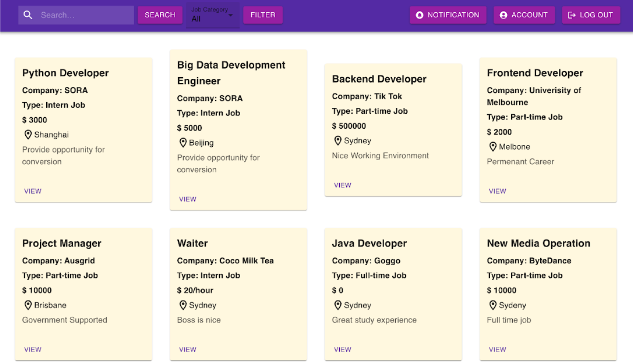 Search...
SEARCH
Job Category
All
FILTER
NOTIFICATION
ACCOUNT
LOG OUT
Python Developer
Company: SORA
Type: Intern Job
$ 3000
Shanghai
Provide opportunity for
conversion
VIEW
Big Data Development
Engineer
Company: SORA
Type: Intern Job
$ 5000
Beijing
Provide opportunity for
conversion
VIEW
Backend Developer
Company: Tik Tok
Type: Part-time Job
$ 500000
Sydney
Nice Working Environment
VIEW
Frontend Developer
Company: Univerisity of
Melbourne
Type: Part-time Job
$ 2000
Melbone
Permenant Career
VIEW
Project Manager
Company: Ausgrid
Type: Part-time Job
$ 10000
Brisbane
Government Supported
VIEW
Waiter
Company: Coco Milk Tea
Type: Intern Job
$ 20/hour
Sydney
Boss is nice
VIEW
Java Developer
Company: Goggo
Type: Full-time Job
$ 0
Sydney
Great study experience
VIEW
New Media Operation
Company: ByteDance
Type: Part-time Job
$ 10000
Sydeny
Full time job
VIEW